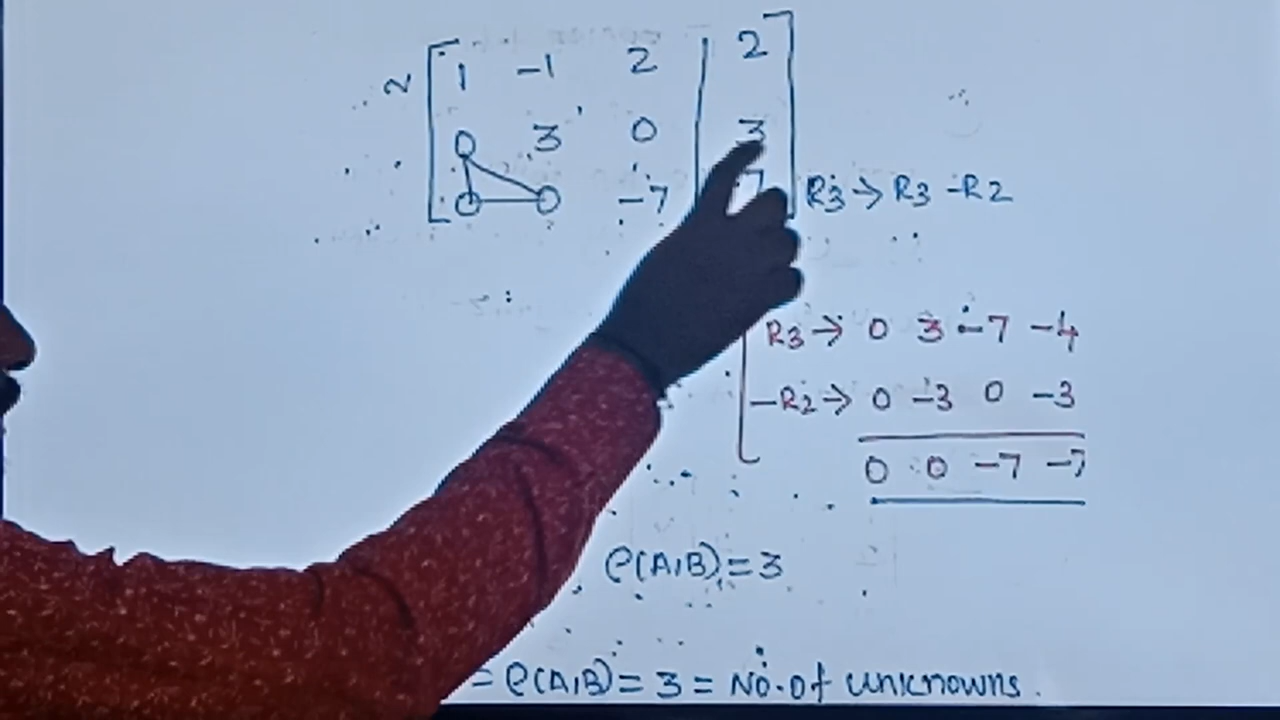 ~ 1 -1 2 | 2
0 3 0 | 3
0 0 -7 | 7 R3 → R3 - R2
R3 → 0 3 -7 -4
-R2 → 0 -3 0 -3
0 0 -7 -7
ρ(A,B) = 3
= ρ(A,B) = 3 = No. of unknowns.